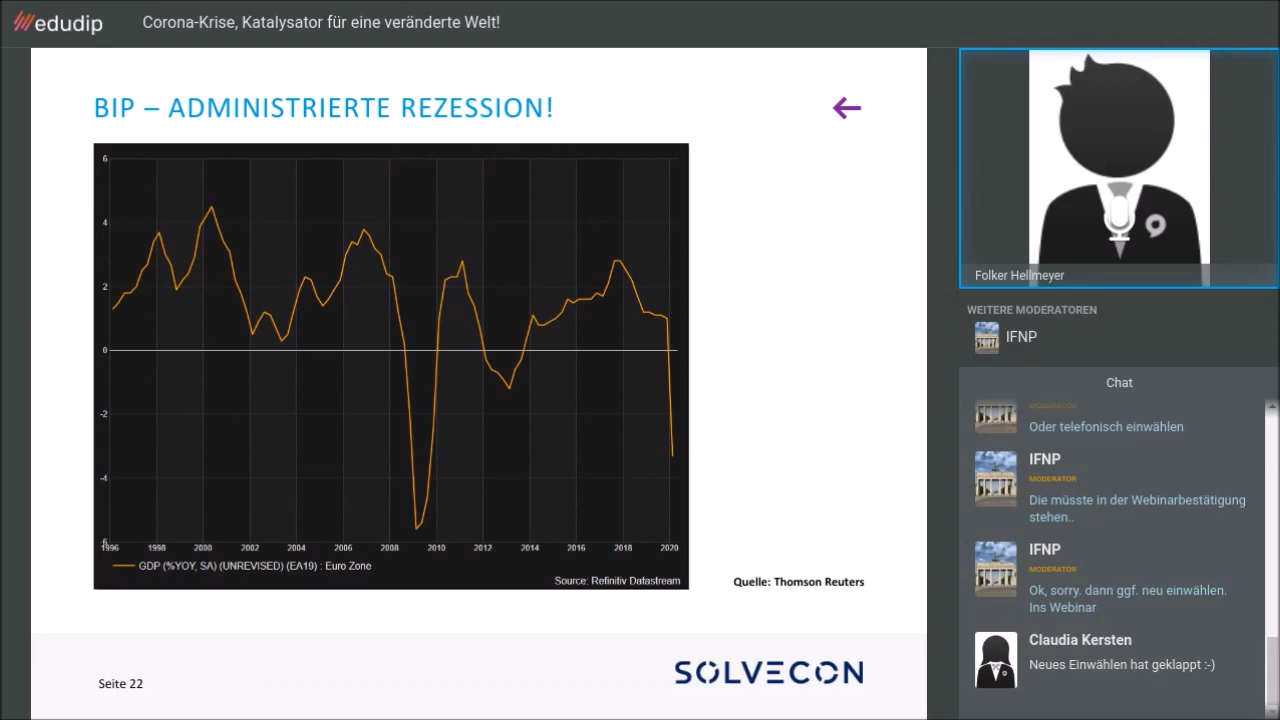 edudip
Corona-Krise, Katalysator für eine veränderte Welt!
BIP – ADMINISTRIERTE REZESSION!
6
4
2
0
-2
-4
-6
1996 1998 2000 2002 2004 2006 2008 2010 2012 2014 2016 2018 2020
GDP (%YOY, SA) (UNREVISED) (EA19) : Euro Zone
Source: Refinitiv Datastream
Quelle: Thomson Reuters
Seite 22
SOLVECON
Folker Hellmeyer
WEITERE MODERATOREN
IFNP
Chat
MODERATOR
Oder telefonisch einwählen
IFNP
MODERATOR
Die müsste in der Webinarbestätigung
stehen..
IFNP
MODERATOR
Ok, sorry. dann ggf. neu einwählen.
Ins Webinar
Claudia Kersten
Neues Einwählen hat geklappt :-)